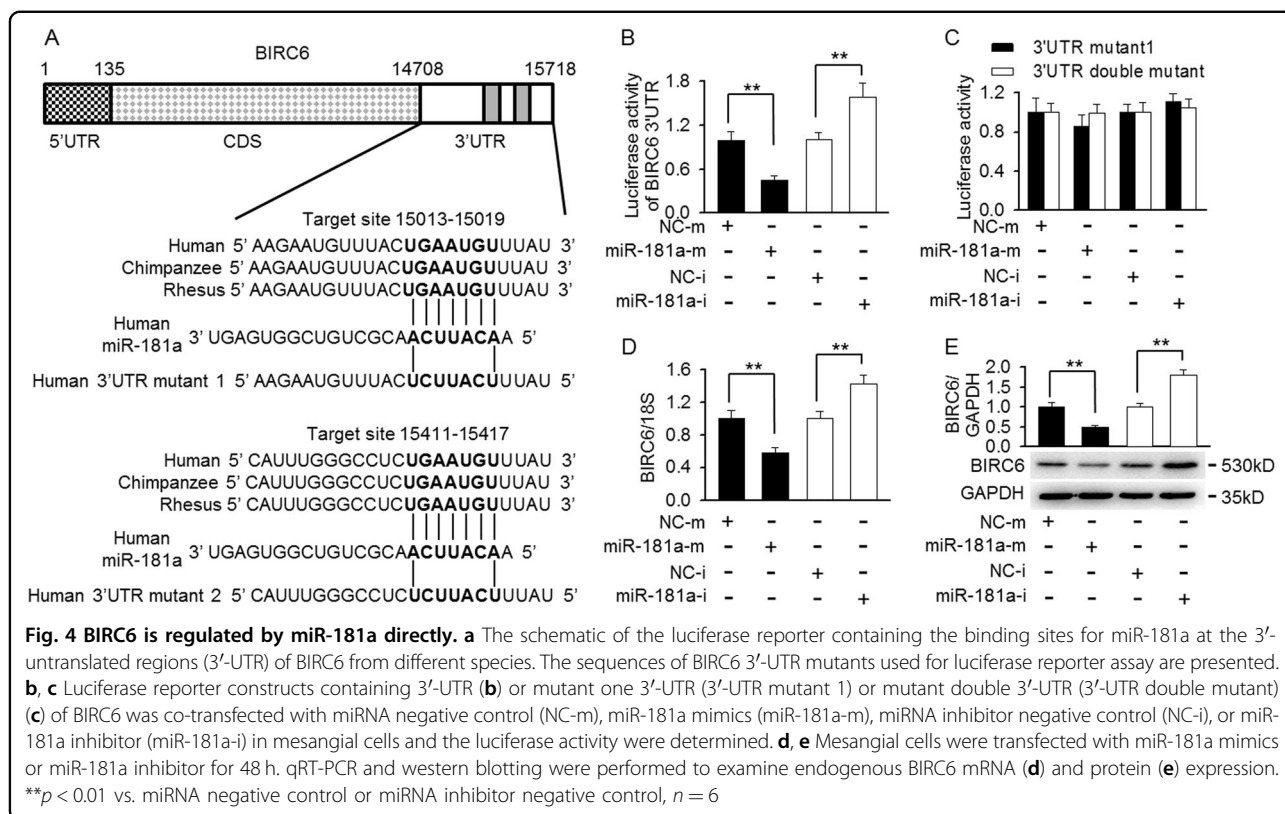 A
BIRC6
1 135 14708 15718
5'UTR CDS 3'UTR
Target site 15013-15019
Human 5' AAGAAUGUUUACUGAAUGUUUAU 3'
Chimpanzee 5' AAGAAUGUUUACUGAAUGUUUAU 3'
Rhesus 5' AAGAAUGUUUACUGAAUGUUUAU 3'
Human
miR-181a 3' UGAGUGGCUGUCGCAACUUACAA 5'
Human 3'UTR mutant 1 5' AAGAAUGUUUACUCUUACUUUAU 5'
Target site 15411-15417
Human 5' CAUUUGGGCCUCUGAAUGUUUAU 3'
Chimpanzee 5' CAUUUGGGCCUCUGAAUGUUUAU 3'
Rhesus 5' CAUUUGGGCCUCUGAAUGUUUAU 3'
Human
miR-181a 3' UGAGUGGCUGUCGCAACUUACAA 5'
Human 3'UTR mutant 2 5' CAUUUGGGCCUCUCUUACUUUAU 5'
B
Luciferase activity
of BIRC6 3'UTR
1.8
1.2
0.6
0.0
** **
NC-m + − − −
miR-181a-m − + − −
NC-i − − + −
miR-181a-i − − − +
C
3'UTR mutant1
3'UTR double mutant
Luciferase activity
1.2
0.8
0.4
0.0
+ − − −
− + − −
− − + −
− − − +
D
BIRC6/18S
1.6
1.2
0.8
0.4
0.0
** **
NC-m + − − −
miR-181a-m − + − −
NC-i − − + −
miR-181a-i − − − +
E
BIRC6/
GAPDH
2.0
1.5
1.0
0.5
0.0
** **
BIRC6 - 530kD
GAPDH - 35kD
NC-m + − − −
miR-181a-m − + − −
NC-i − − + −
miR-181a-i − − − +
Fig. 4 BIRC6 is regulated by miR-181a directly. a The schematic of the luciferase reporter containing the binding sites for miR-181a at the 3′-
untranslated regions (3′-UTR) of BIRC6 from different species. The sequences of BIRC6 3′-UTR mutants used for luciferase reporter assay are presented.
b, c Luciferase reporter constructs containing 3′-UTR (b) or mutant one 3′-UTR (3′-UTR mutant 1) or mutant double 3′-UTR (3′-UTR double mutant)
(c) of BIRC6 was co-transfected with miRNA negative control (NC-m), miR-181a mimics (miR-181a-m), miRNA inhibitor negative control (NC-i), or miR-
181a inhibitor (miR-181a-i) in mesangial cells and the luciferase activity were determined. d, e Mesangial cells were transfected with miR-181a mimics
or miR-181a inhibitor for 48 h. qRT-PCR and western blotting were performed to examine endogenous BIRC6 mRNA (d) and protein (e) expression.
**p < 0.01 vs. miRNA negative control or miRNA inhibitor negative control, n = 6